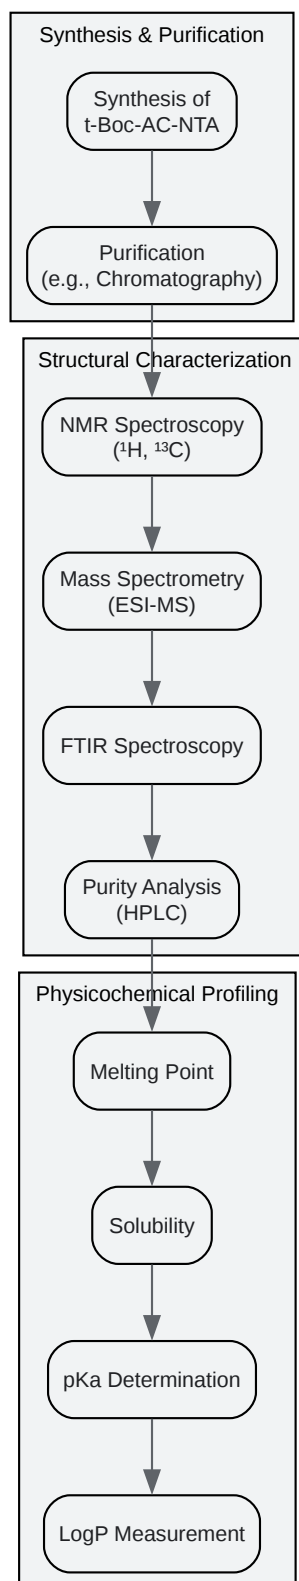 Synthesis & Purification
Synthesis of
t-Boc-AC-NTA
Purification
(e.g., Chromatography)
Structural Characterization
NMR Spectroscopy
(¹H, ¹³C)
Mass Spectrometry
(ESI-MS)
FTIR Spectroscopy
Purity Analysis
(HPLC)
Physicochemical Profiling
Melting Point
Solubility
pKa Determination
LogP Measurement